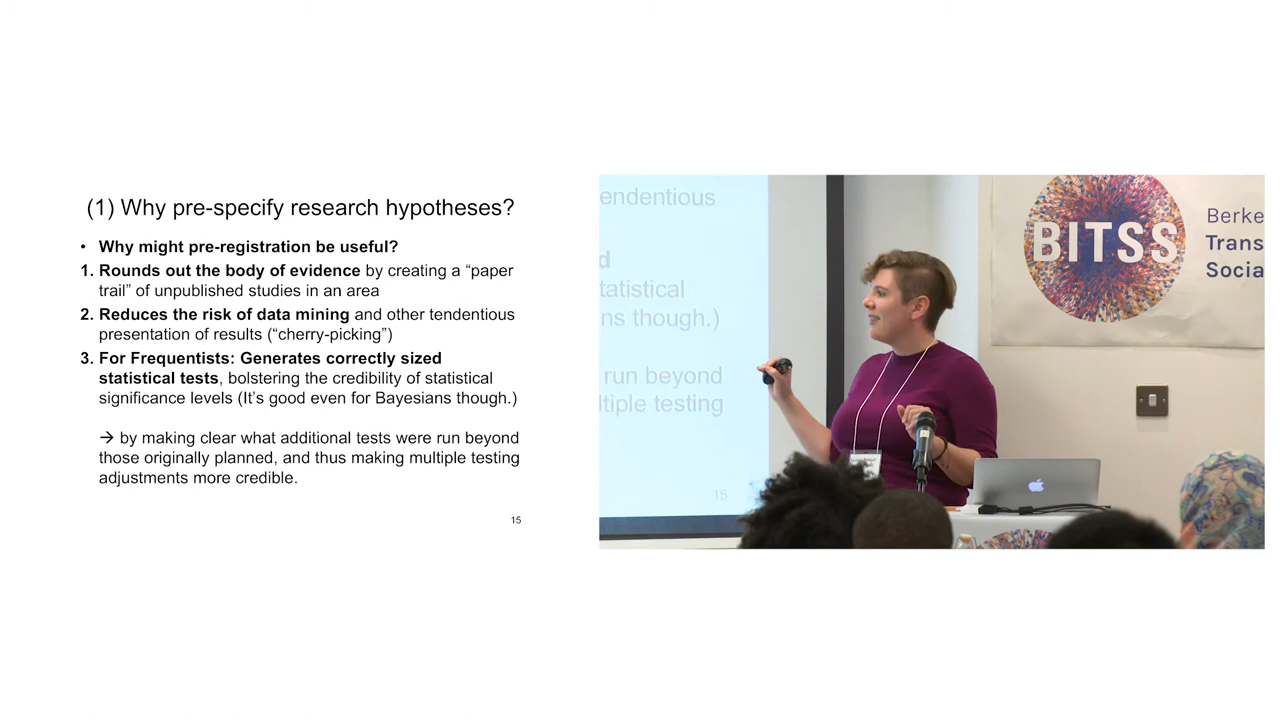 (1) Why pre-specify research hypotheses?
• Why might pre-registration be useful?
1. Rounds out the body of evidence by creating a “paper
trail” of unpublished studies in an area
2. Reduces the risk of data mining and other tendentious
presentation of results (“cherry-picking”)
3. For Frequentists: Generates correctly sized
statistical tests, bolstering the credibility of statistical
significance levels (It’s good even for Bayesians though.)
→ by making clear what additional tests were run beyond
those originally planned, and thus making multiple testing
adjustments more credible.
15
endentious
d
tatistical
ns though.)
run beyond
ltiple testing
15
BITSS
Berke
Trans
Socia